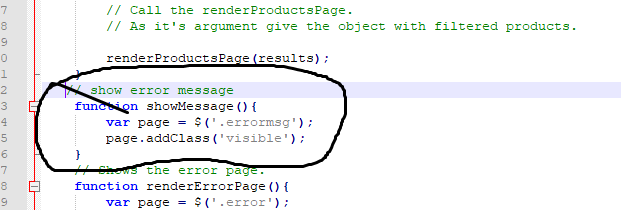 7 // Call the renderProductsPage.
8 // As it's argument give the object with filtered products.
9
0 renderProductsPage(results);
1 }
2 // show error message
3 function showMessage(){
4 var page = $('.errormsg');
5 page.addClass('visible');
6 }
7 // Shows the error page.
8 function renderErrorPage(){
9 var page = $('.error');